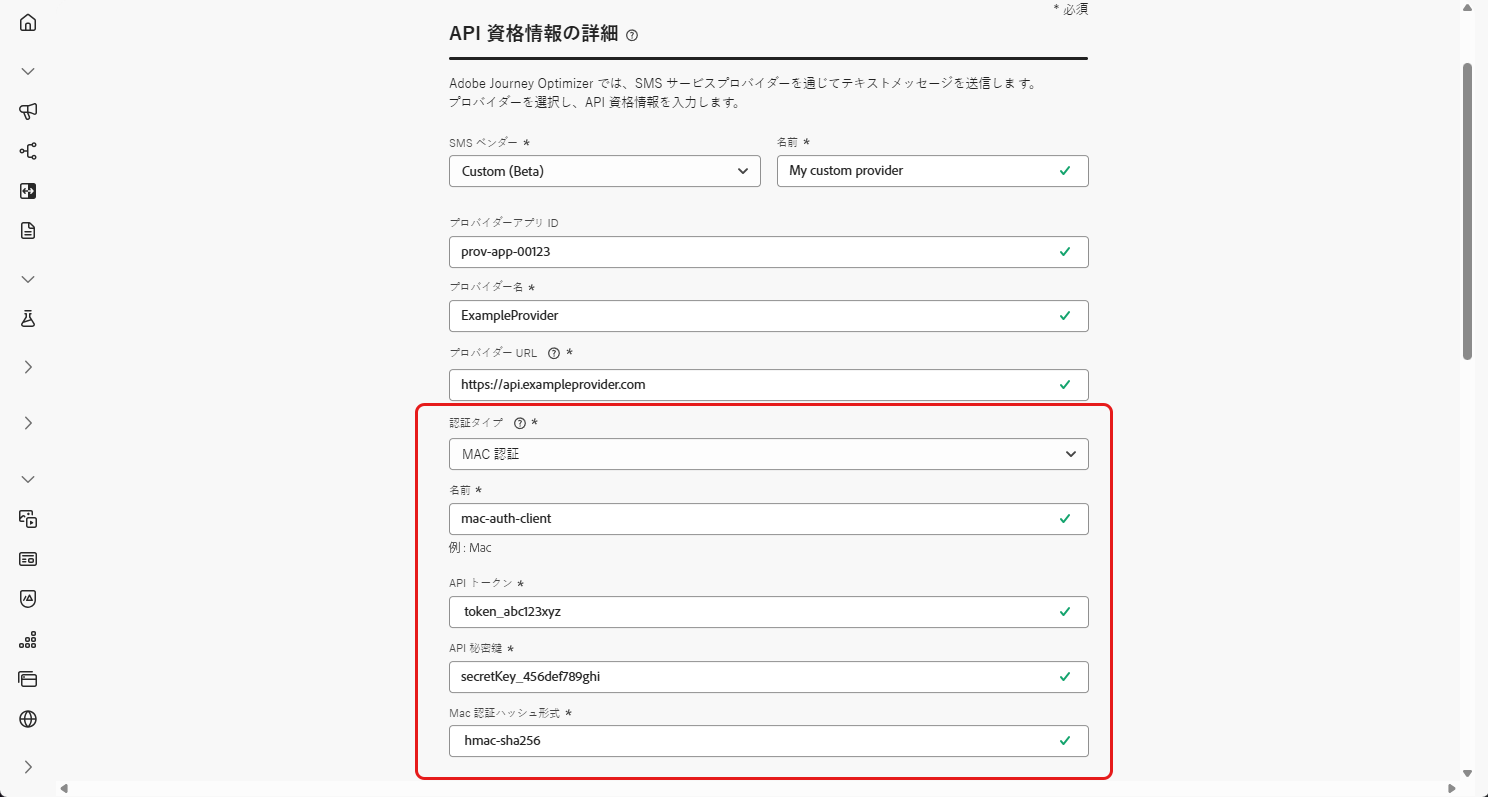 * 必須
API 資格情報の詳細
Adobe Journey Optimizer では、SMS サービスプロバイダーを通じてテキストメッセージを送信します。
プロバイダーを選択し、API 資格情報を入力します。
SMS ベンダー *
名前 *
Custom (Beta)
My custom provider
プロバイダーアプリ ID
prov-app-00123
プロバイダー名 *
ExampleProvider
プロバイダー URL *
https://api.exampleprovider.com
認証タイプ *
MAC 認証
名前 *
mac-auth-client
例 : Mac
API トークン *
token_abc123xyz
API 秘密鍵 *
secretKey_456def789ghi
Mac 認証ハッシュ形式 *
hmac-sha256